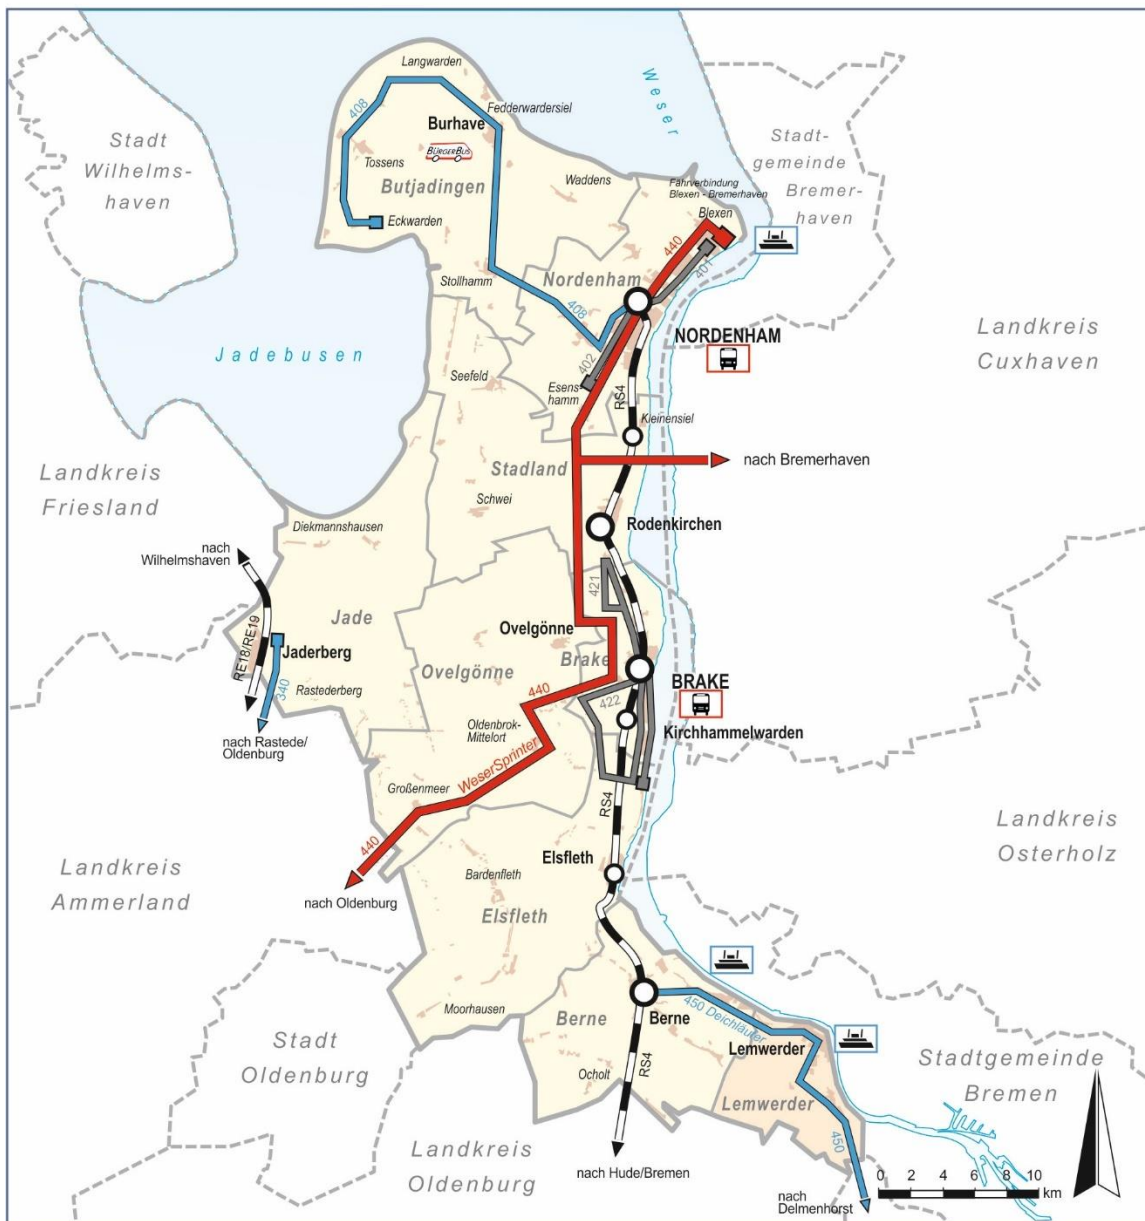 Langwarden
408
Fedderwardersiel
Burhave
BÜRGERBUS
Stadt
Wilhelms-
haven
Tossens
Butjadingen
Waddens
Weser
Stadt-
gemeinde
Bremer-
haven
Fährverbindung
Blexen - Bremerhaven
Blexen
Eckwarden
440
401
Stollhamm
Nordenham
408
NORDENHAM
Landkreis
Cuxhaven
Jadebusen
402
Seefeld
Esens-
hamm
RS4
Kleinensiel
Stadland
nach Bremerhaven
Landkreis
Friesland
Schwei
Rodenkirchen
Diekmannshausen
nach
Wilhelmshaven
421
RE18/RE19
Jade
Ovelgönne
Jaderberg
Brake
Ovelgönne
340
Rastederberg
440
BRAKE
422
Kirchhammelwarden
nach Rastede/
Oldenburg
Oldenbrok-
Mittelort
WeserSprinter
Großenmeer
RS4
440
Landkreis
Osterholz
Elsfleth
Landkreis
Ammerland
Bardenfleth
nach Oldenburg
Elsfleth
Moorhausen
Berne
Berne
450 Deichläufer
Lemwerder
Stadt
Oldenburg
Ocholt
RS4
Stadtgemeinde
Bremen
Lemwerder
450
Landkreis
Oldenburg
nach Hude/Bremen
nach
Delmenhorst
0 2 4 6 8 10
km